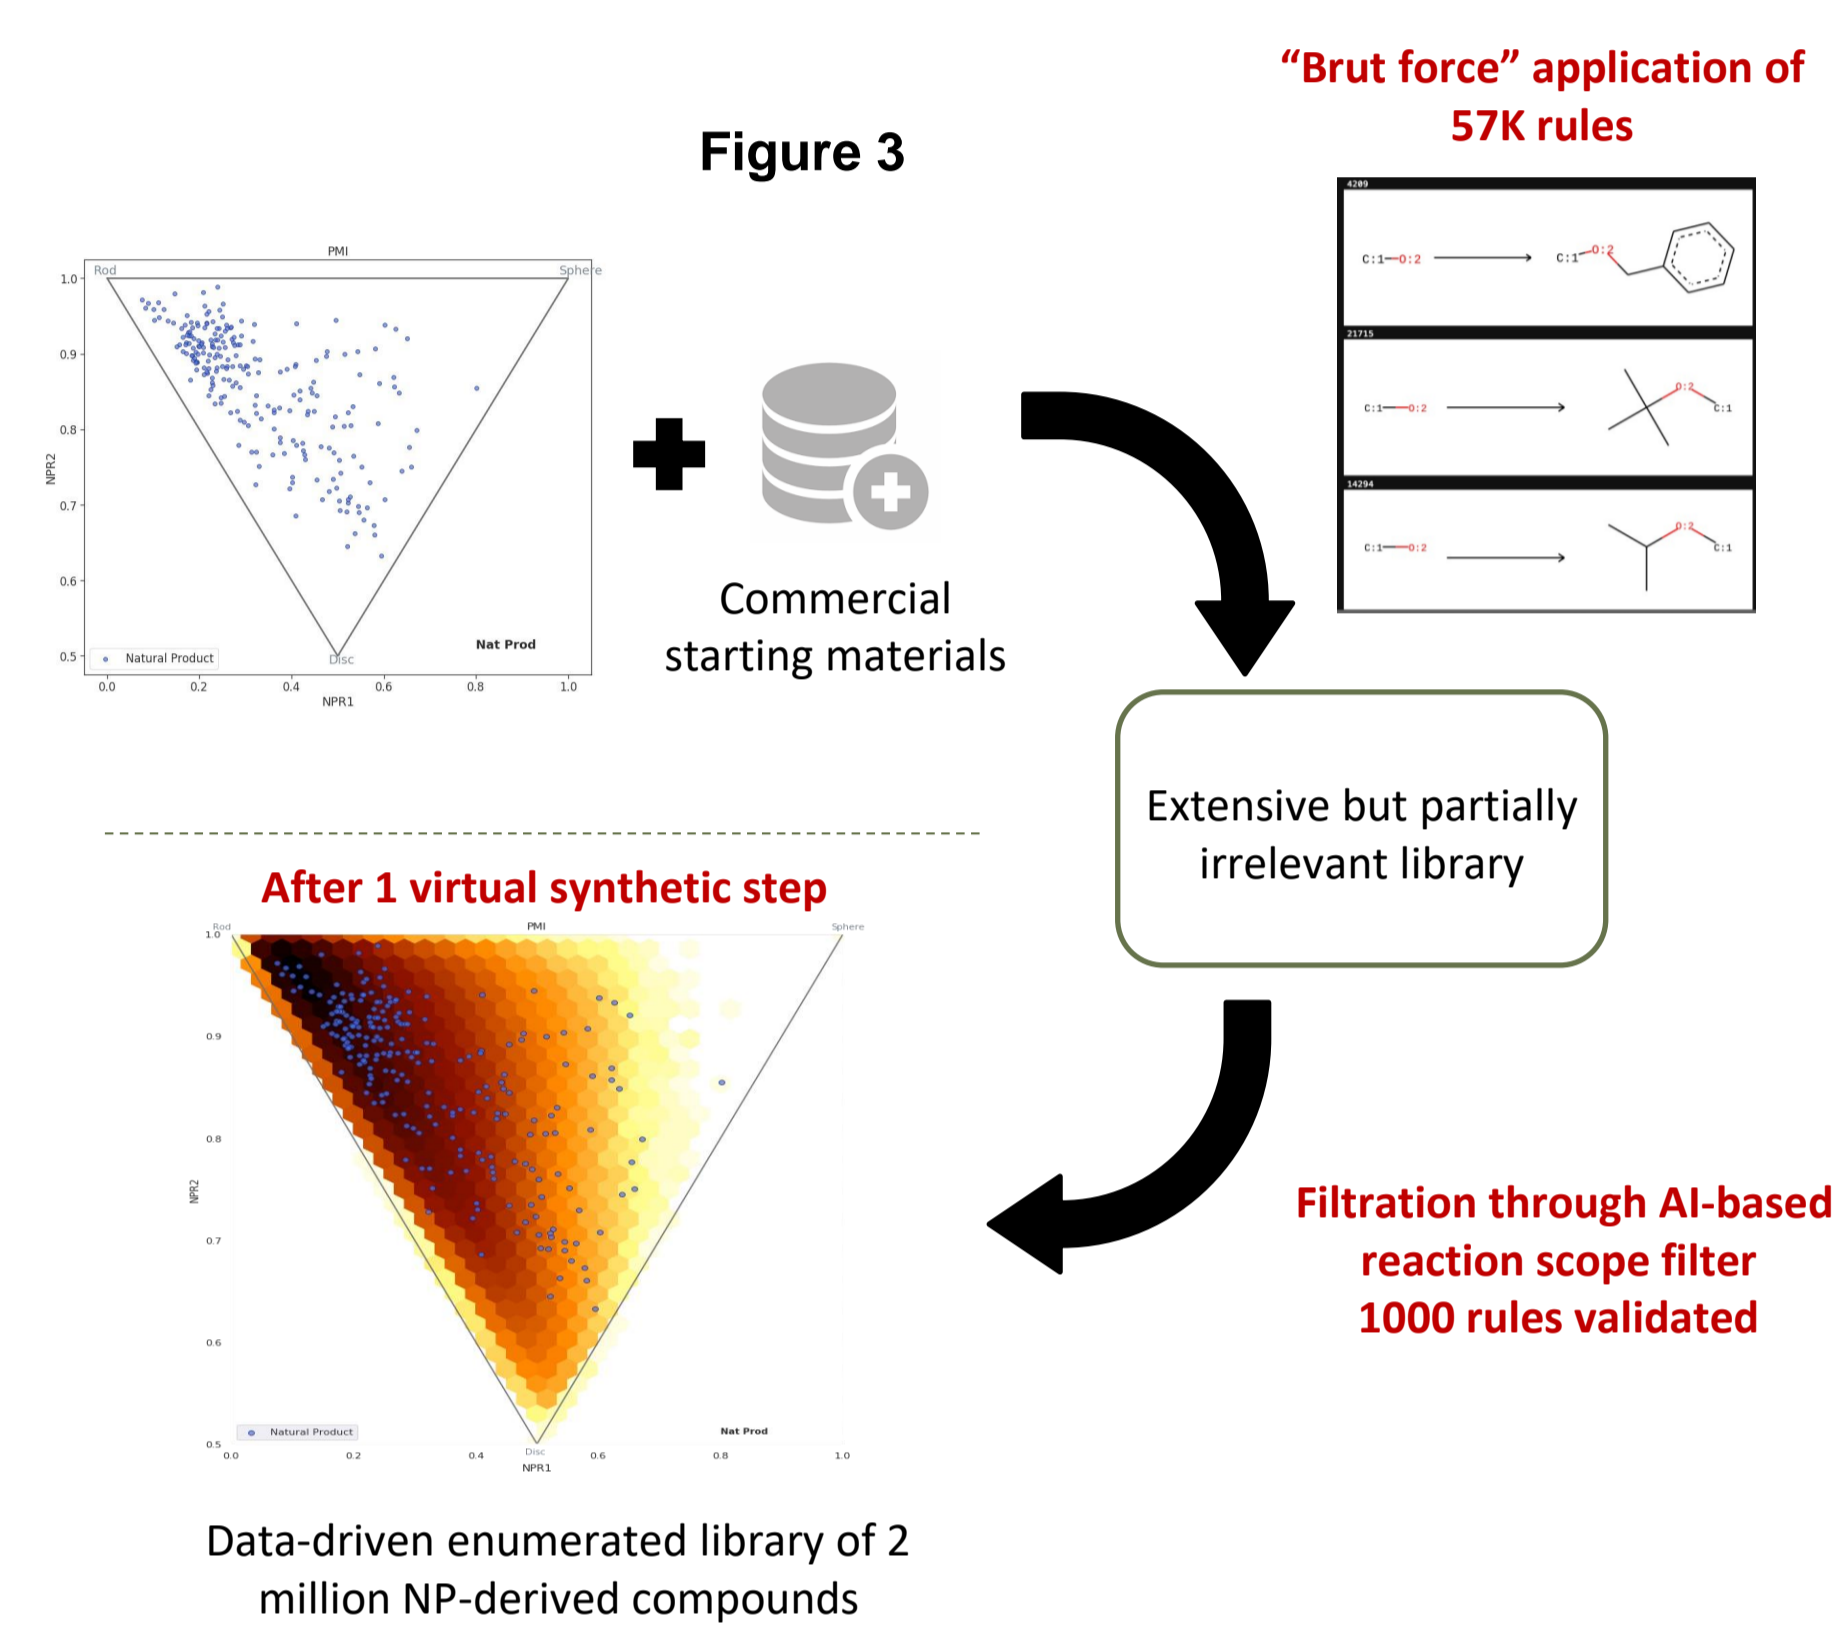 “Brut force” application of
57K rules
Figure 3
4209
C:1 O:2
C:1 O:2
21715
C:1 O:2
O:2
C:1
14294
C:1 O:2
O:2
C:1
PMI
Rod
Sphere
1.0
0.9
0.8
0.7
0.6
0.5
NPR2
Natural Product
Disc
Nat Prod
0.0 0.2 0.4 0.6 0.8 1.0
NPR1
Commercial
starting materials
Extensive but partially
irrelevant library
After 1 virtual synthetic step
PMI
Rod
Sphere
1.0
0.9
0.8
0.7
0.6
0.5
NPR2
Natural Product
Disc
Nat Prod
0.0 0.2 0.4 0.6 0.8 1.0
NPR1
Filtration through AI-based
reaction scope filter
1000 rules validated
Data-driven enumerated library of 2
million NP-derived compounds